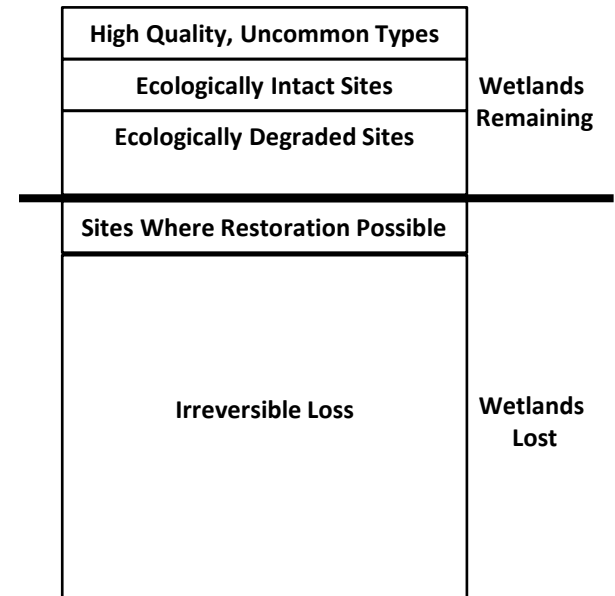 High Quality, Uncommon Types
Ecologically Intact Sites
Wetlands
Remaining
Ecologically Degraded Sites
Sites Where Restoration Possible
Irreversible Loss
Wetlands
Lost